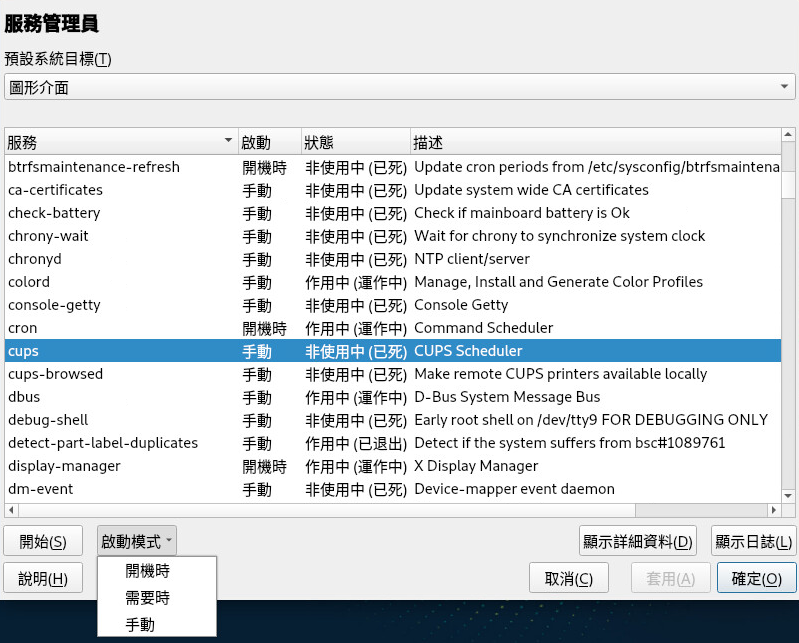 服務管理員
預設系統目標(T)
圖形介面
服務 啟動 狀態 描述
btrfsmaintenance-refresh 開機時 非使用中 (已死) Update cron periods from /etc/sysconfig/btrfsmaintena
ca-certificates 手動 非使用中 (已死) Update system wide CA certificates
check-battery 手動 非使用中 (已死) Check if mainboard battery is Ok
chrony-wait 手動 非使用中 (已死) Wait for chrony to synchronize system clock
chronyd 手動 非使用中 (已死) NTP client/server
colord 手動 作用中 (運作中) Manage, Install and Generate Color Profiles
console-getty 手動 非使用中 (已死) Console Getty
cron 開機時 作用中 (運作中) Command Scheduler
cups 手動 非使用中 (已死) CUPS Scheduler
cups-browsed 手動 非使用中 (已死) Make remote CUPS printers available locally
dbus 手動 作用中 (運作中) D-Bus System Message Bus
debug-shell 手動 非使用中 (已死) Early root shell on /dev/tty9 FOR DEBUGGING ONLY
detect-part-label-duplicates 手動 作用中 (已退出) Detect if the system suffers from bsc#1089761
display-manager 開機時 作用中 (運作中) X Display Manager
dm-event 手動 非使用中 (已死) Device-mapper event daemon
開始(S) 啟動模式 顯示詳細資料(D) 顯示日誌(L)
說明(H) 取消(C) 套用(A) 確定(O)
開機時
需要時
手動